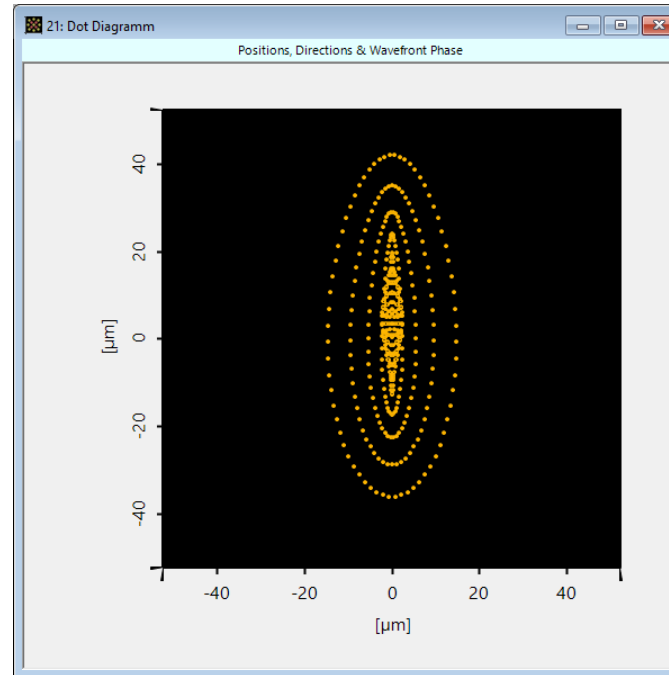 21: Dot Diagramm
Positions, Directions & Wavefront Phase
40
20
0
-20
-40
[µm]
-40 -20 0 20 40
[µm]